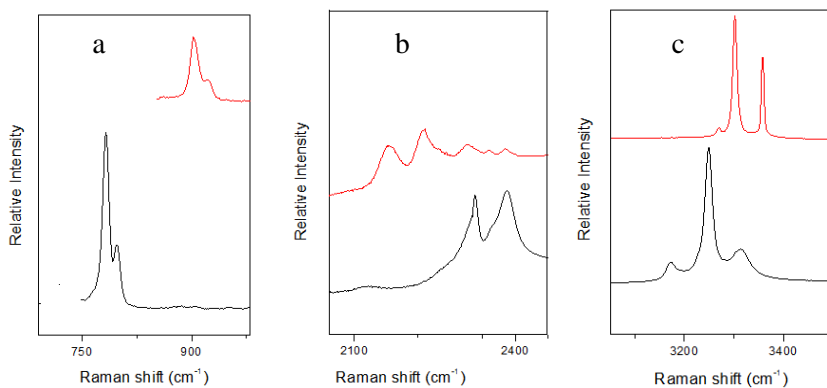 a
b
c
Relative Intensity
Relative Intensity
Relative Intensity
750
900
2100
2400
3200
3400
Raman shift (cm⁻¹)
Raman shift (cm⁻¹)
Raman shift (cm⁻¹)